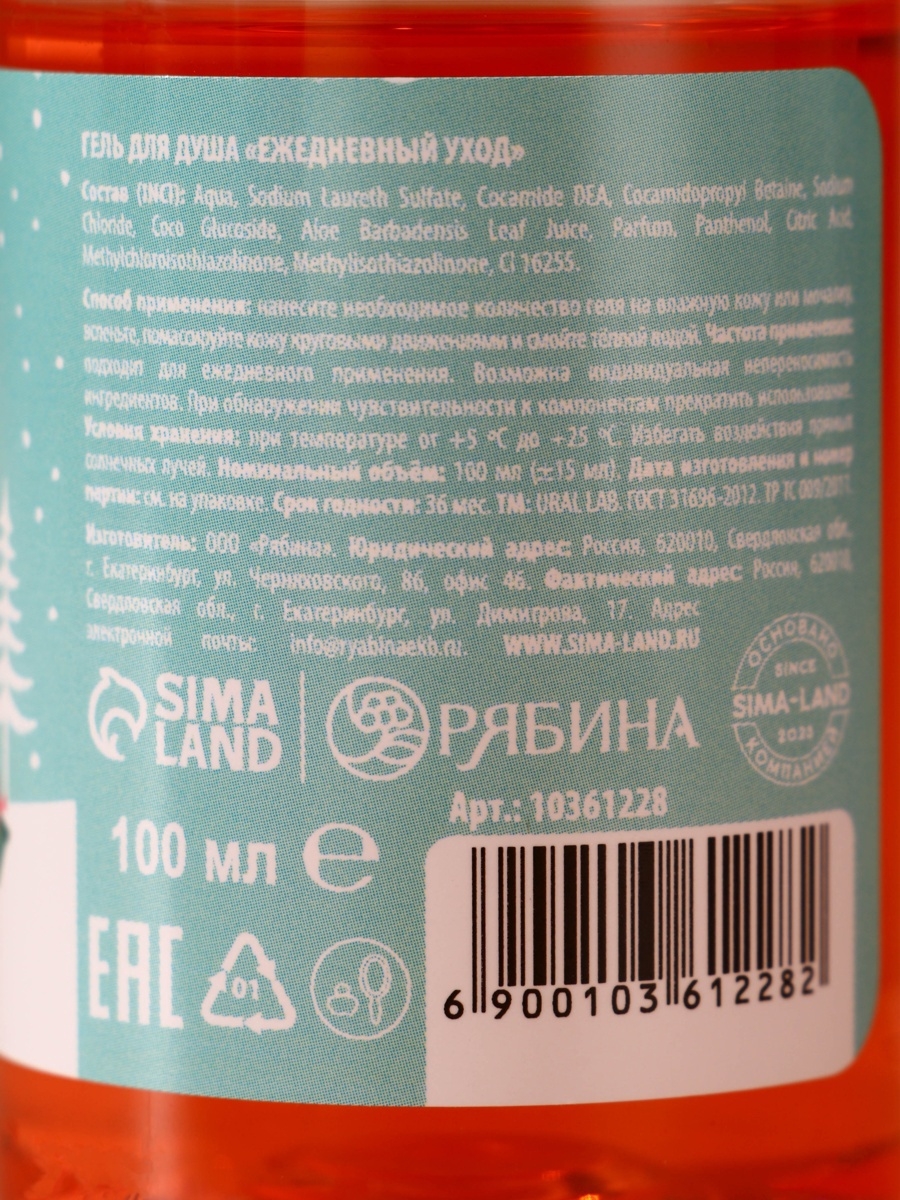 ГЕЛЬ ДЛЯ ДУША «ЕЖЕДНЕВНЫЙ УХОД»
Состав (INCI): Aqua, Sodium Laureth Sulfate, Cocamide DEA, Cocamidopropyl Betaine, Sodium
Chloride, Coco Glucoside, Aloe Barbadensis Leaf Juice, Parfum, Panthenol, Citric Acid,
Methylchloroisothiazolinone, Methylisothiazolinone, CI 16255.
Способ применения: нанесите необходимое количество геля на влажную кожу или мочалку,
вспеньте, помассируйте кожу круговыми движениями и смойте тёплой водой. Частота применения:
подходит для ежедневного применения. Возможна индивидуальная непереносимость
ингредиентов. При обнаружении чувствительности к компонентам прекратить использование.
Условия хранения: при температуре от +5 °C до +25 °C. Избегать воздействия прямых
солнечных лучей. Номинальный объём: 100 мл (±15 мл). Дата изготовления и номер
партии: см. на упаковке. Срок годности: 36 мес. ТМ: URAL LAB. ГОСТ 31696-2012. ТР ТС 009/2011.
Изготовитель: ООО «Рябина». Юридический адрес: Россия, 620010, Свердловская обл.,
г. Екатеринбург, ул. Черняховского, 86, офис 46. Фактический адрес: Россия, 620010,
Свердловская обл., г. Екатеринбург, ул. Димитрова, 17. Адрес
электронной почты: info@ryabinaekb.ru. WWW.SIMA-LAND.RU
SIMA
LAND
РЯБИНА
ОСНОВАНО
SINCE
SIMA-LAND
2023
КОМПАНИЕЙ
Арт.: 10361228
100 мл e
EAC
01
6 900103 612282